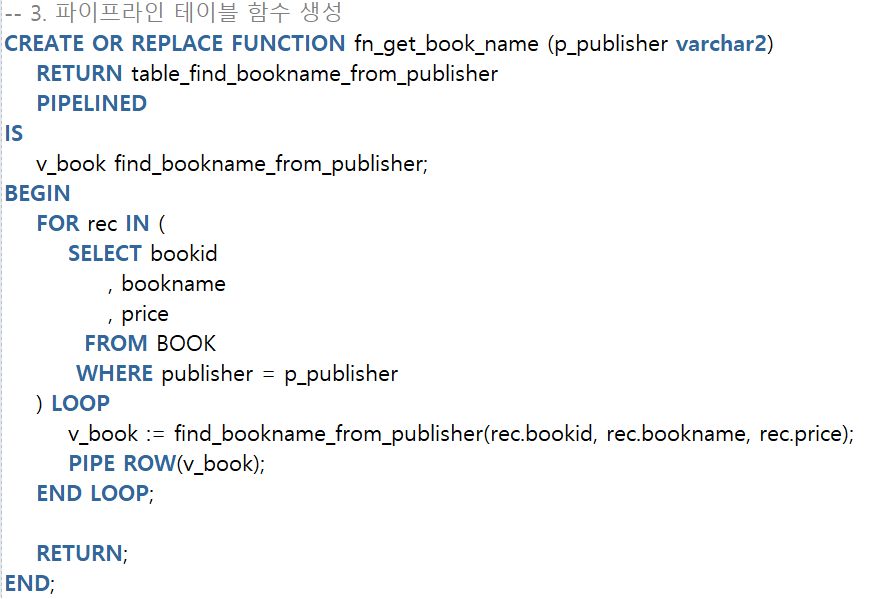 -- 3. 파이프라인 테이블 함수 생성
CREATE OR REPLACE FUNCTION fn_get_book_name (p_publisher varchar2)
RETURN table_find_bookname_from_publisher
PIPELINED
IS
v_book find_bookname_from_publisher;
BEGIN
FOR rec IN (
SELECT bookid
, bookname
, price
FROM BOOK
WHERE publisher = p_publisher
) LOOP
v_book := find_bookname_from_publisher(rec.bookid, rec.bookname, rec.price);
PIPE ROW(v_book);
END LOOP;
RETURN;
END;